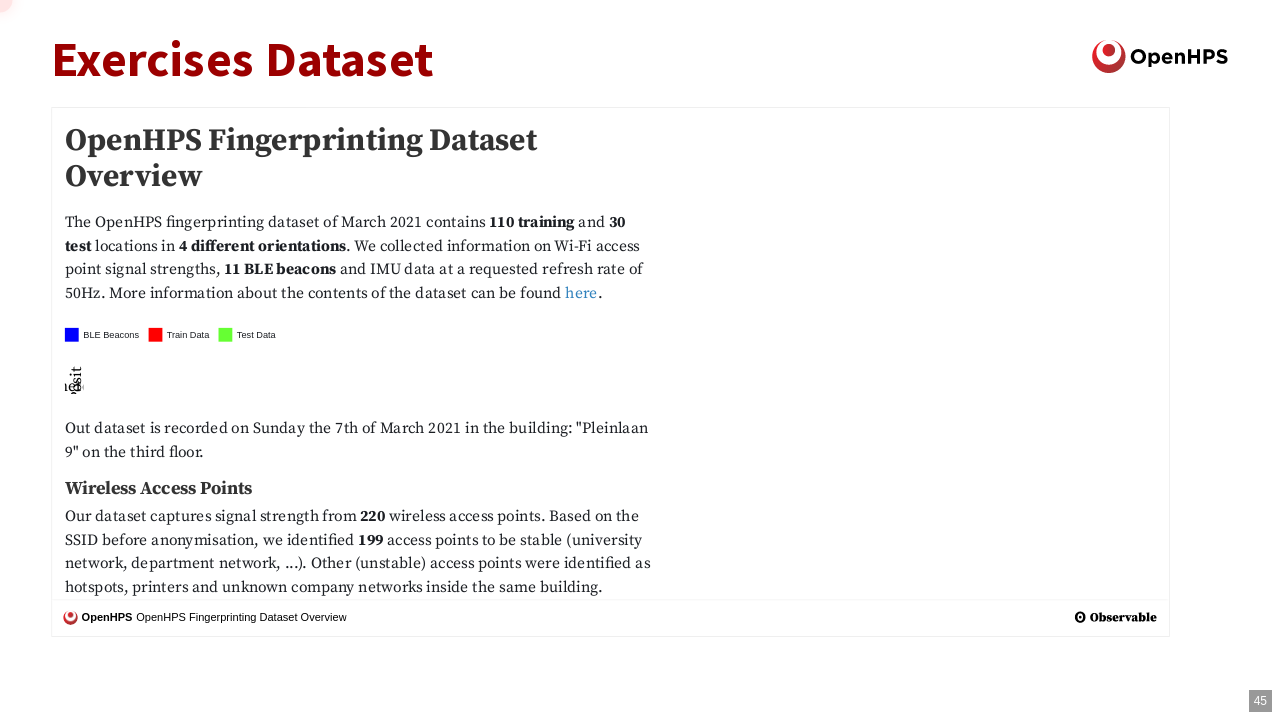 Exercises Dataset
OpenHPS
OpenHPS Fingerprinting Dataset
Overview
The OpenHPS fingerprinting dataset of March 2021 contains 110 training and 30
test locations in 4 different orientations. We collected information on Wi-Fi access
point signal strengths, 11 BLE beacons and IMU data at a requested refresh rate of
50Hz. More information about the contents of the dataset can be found here.
BLE Beacons Train Data Test Data
Out dataset is recorded on Sunday the 7th of March 2021 in the building: "Pleinlaan
9" on the third floor.
Wireless Access Points
Our dataset captures signal strength from 220 wireless access points. Based on the
SSID before anonymisation, we identified 199 access points to be stable (university
network, department network, ...). Other (unstable) access points were identified as
hotspots, printers and unknown company networks inside the same building.
OpenHPS OpenHPS Fingerprinting Dataset Overview
Observable
45